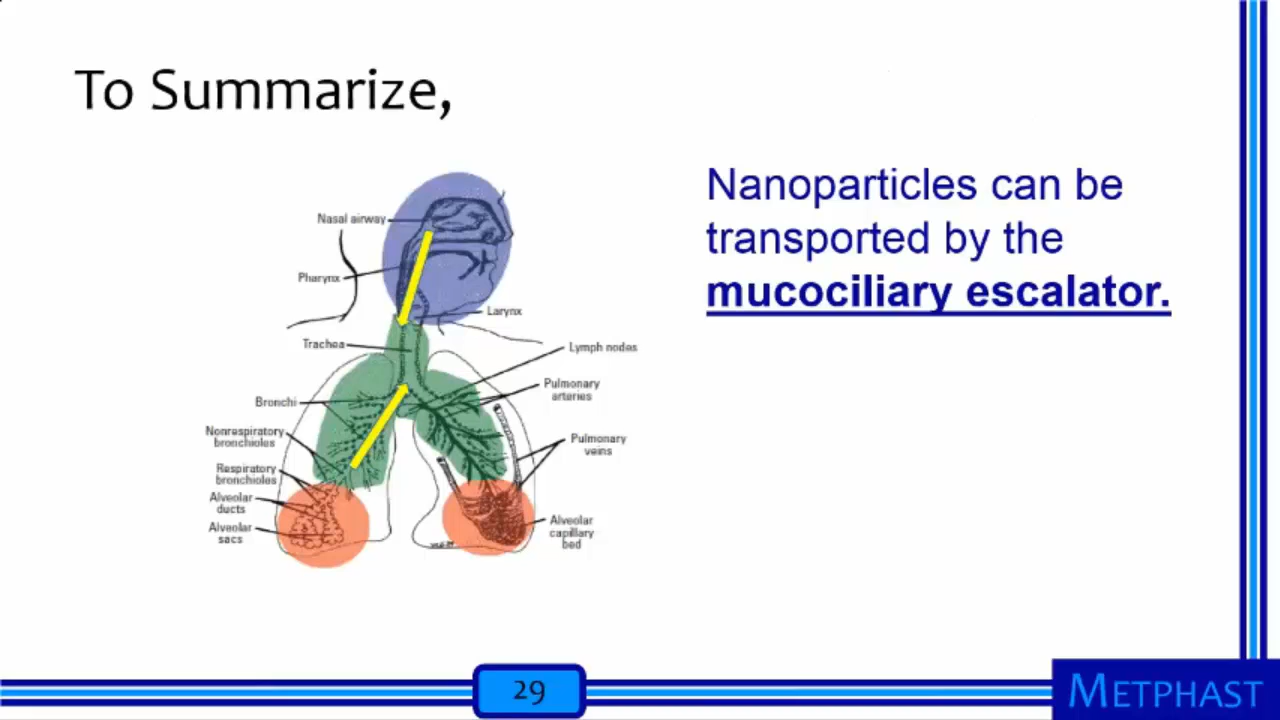 To Summarize,
Nanoparticles can be
transported by the
mucociliary escalator.
Nasal airway
Pharynx
Larynx
Trachea
Lymph nodes
Pulmonary
arteries
Bronchi
Nonrespiratory
bronchioles
Pulmonary
veins
Respiratory
bronchioles
Alveolar
ducts
Alveolar
sacs
Alveolar
capillary
bed
29
METPHAST